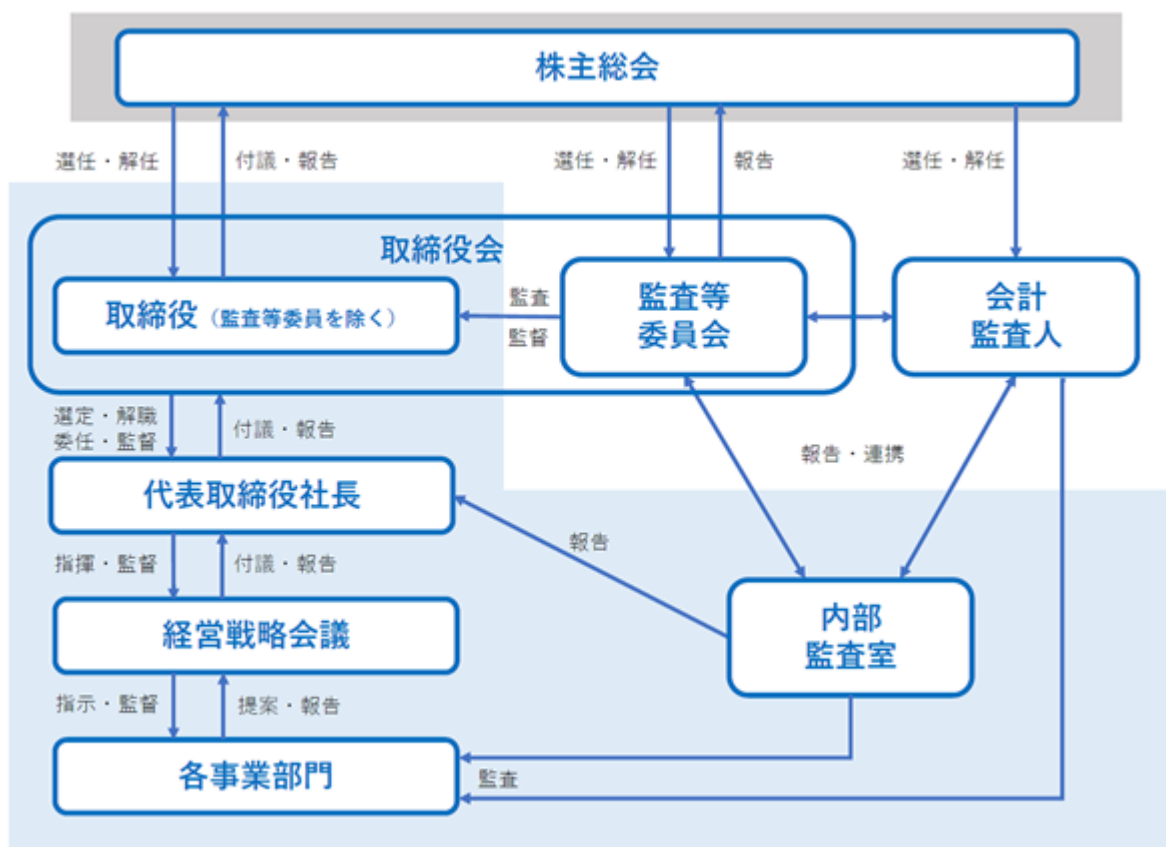 株主総会
選任・解任
付議・報告
選任・解任
報告
選任・解任
取締役会
取締役（監査等委員を除く）
監査
監督
監査等
委員会
会計
監査人
選定・解職
委任・監督
付議・報告
報告・連携
代表取締役社長
報告
指揮・監督
付議・報告
内部
監査室
経営戦略会議
指示・監督
提案・報告
各事業部門
監査